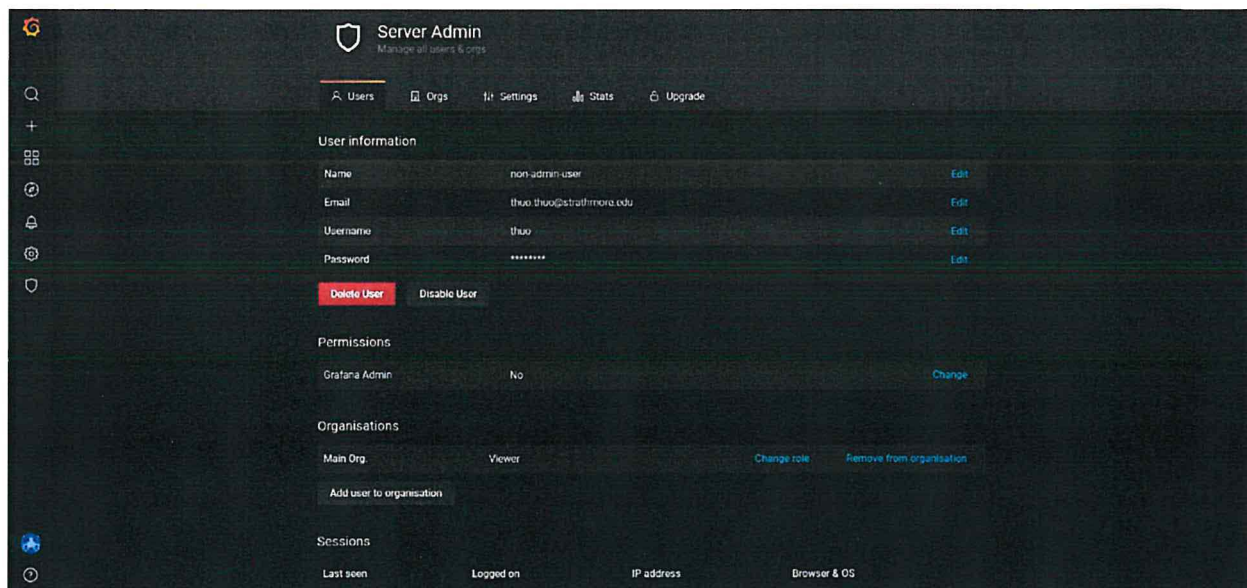 Server Admin
Manage all users & orgs
Users Orgs Settings Stats Upgrade
User information
Name non-admin-user Edit
Email thuo.thuo@strathmore.edu Edit
Username thuo Edit
Password ******** Edit
Delete User Disable User
Permissions
Grafana Admin No Change
Organisations
Main Org. Viewer Change role Remove from organisation
Add user to organisation
Sessions
Last seen Logged on IP address Browser & OS